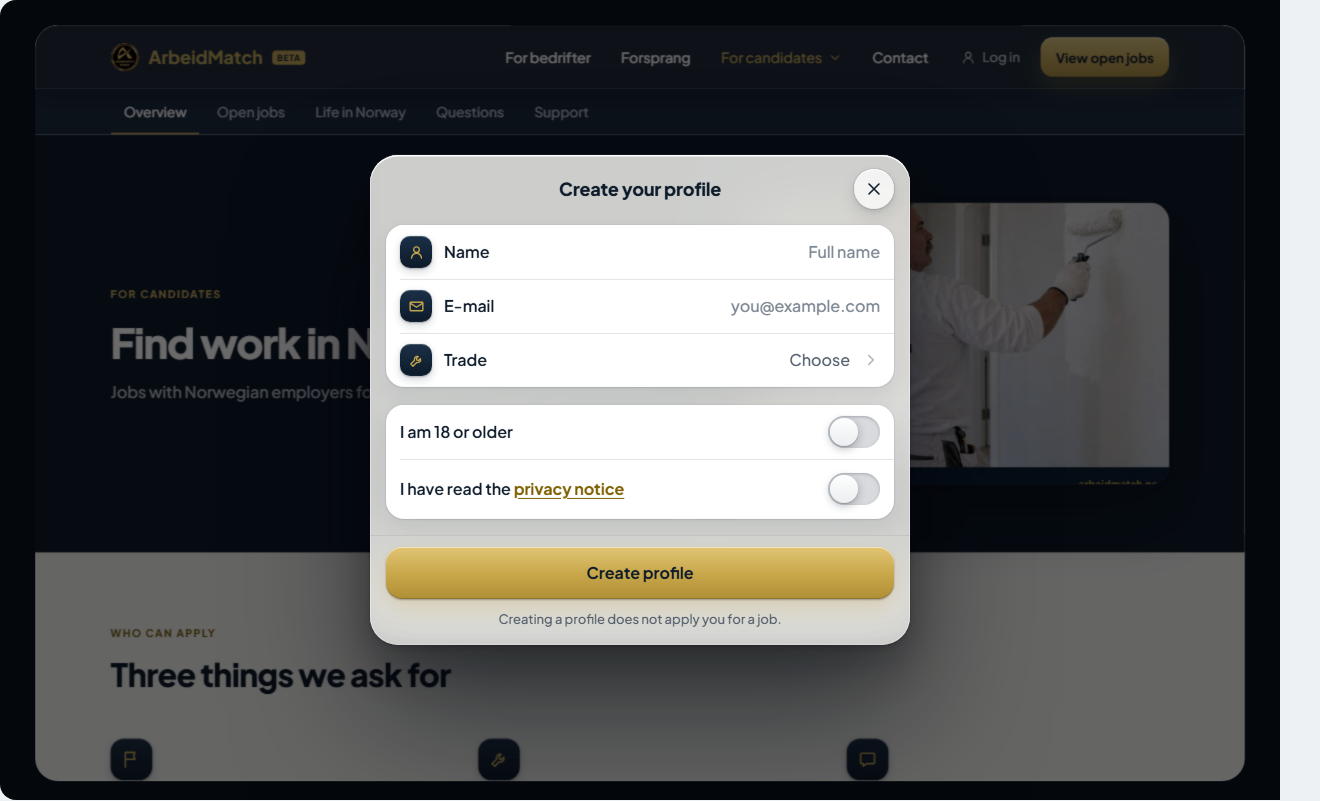 ArbeidMatch BETA
For bedrifter
Forsprang
For candidates
Contact
Log in
View open jobs
Overview
Open jobs
Life in Norway
Questions
Support
Create your profile
Name
Full name
E-mail
you@example.com
Trade
Choose
I am 18 or older
I have read the privacy notice
Create profile
Creating a profile does not apply you for a job.
FOR CANDIDATES
Find work in N
Jobs with Norwegian employers fo
WHO CAN APPLY
Three things we ask for